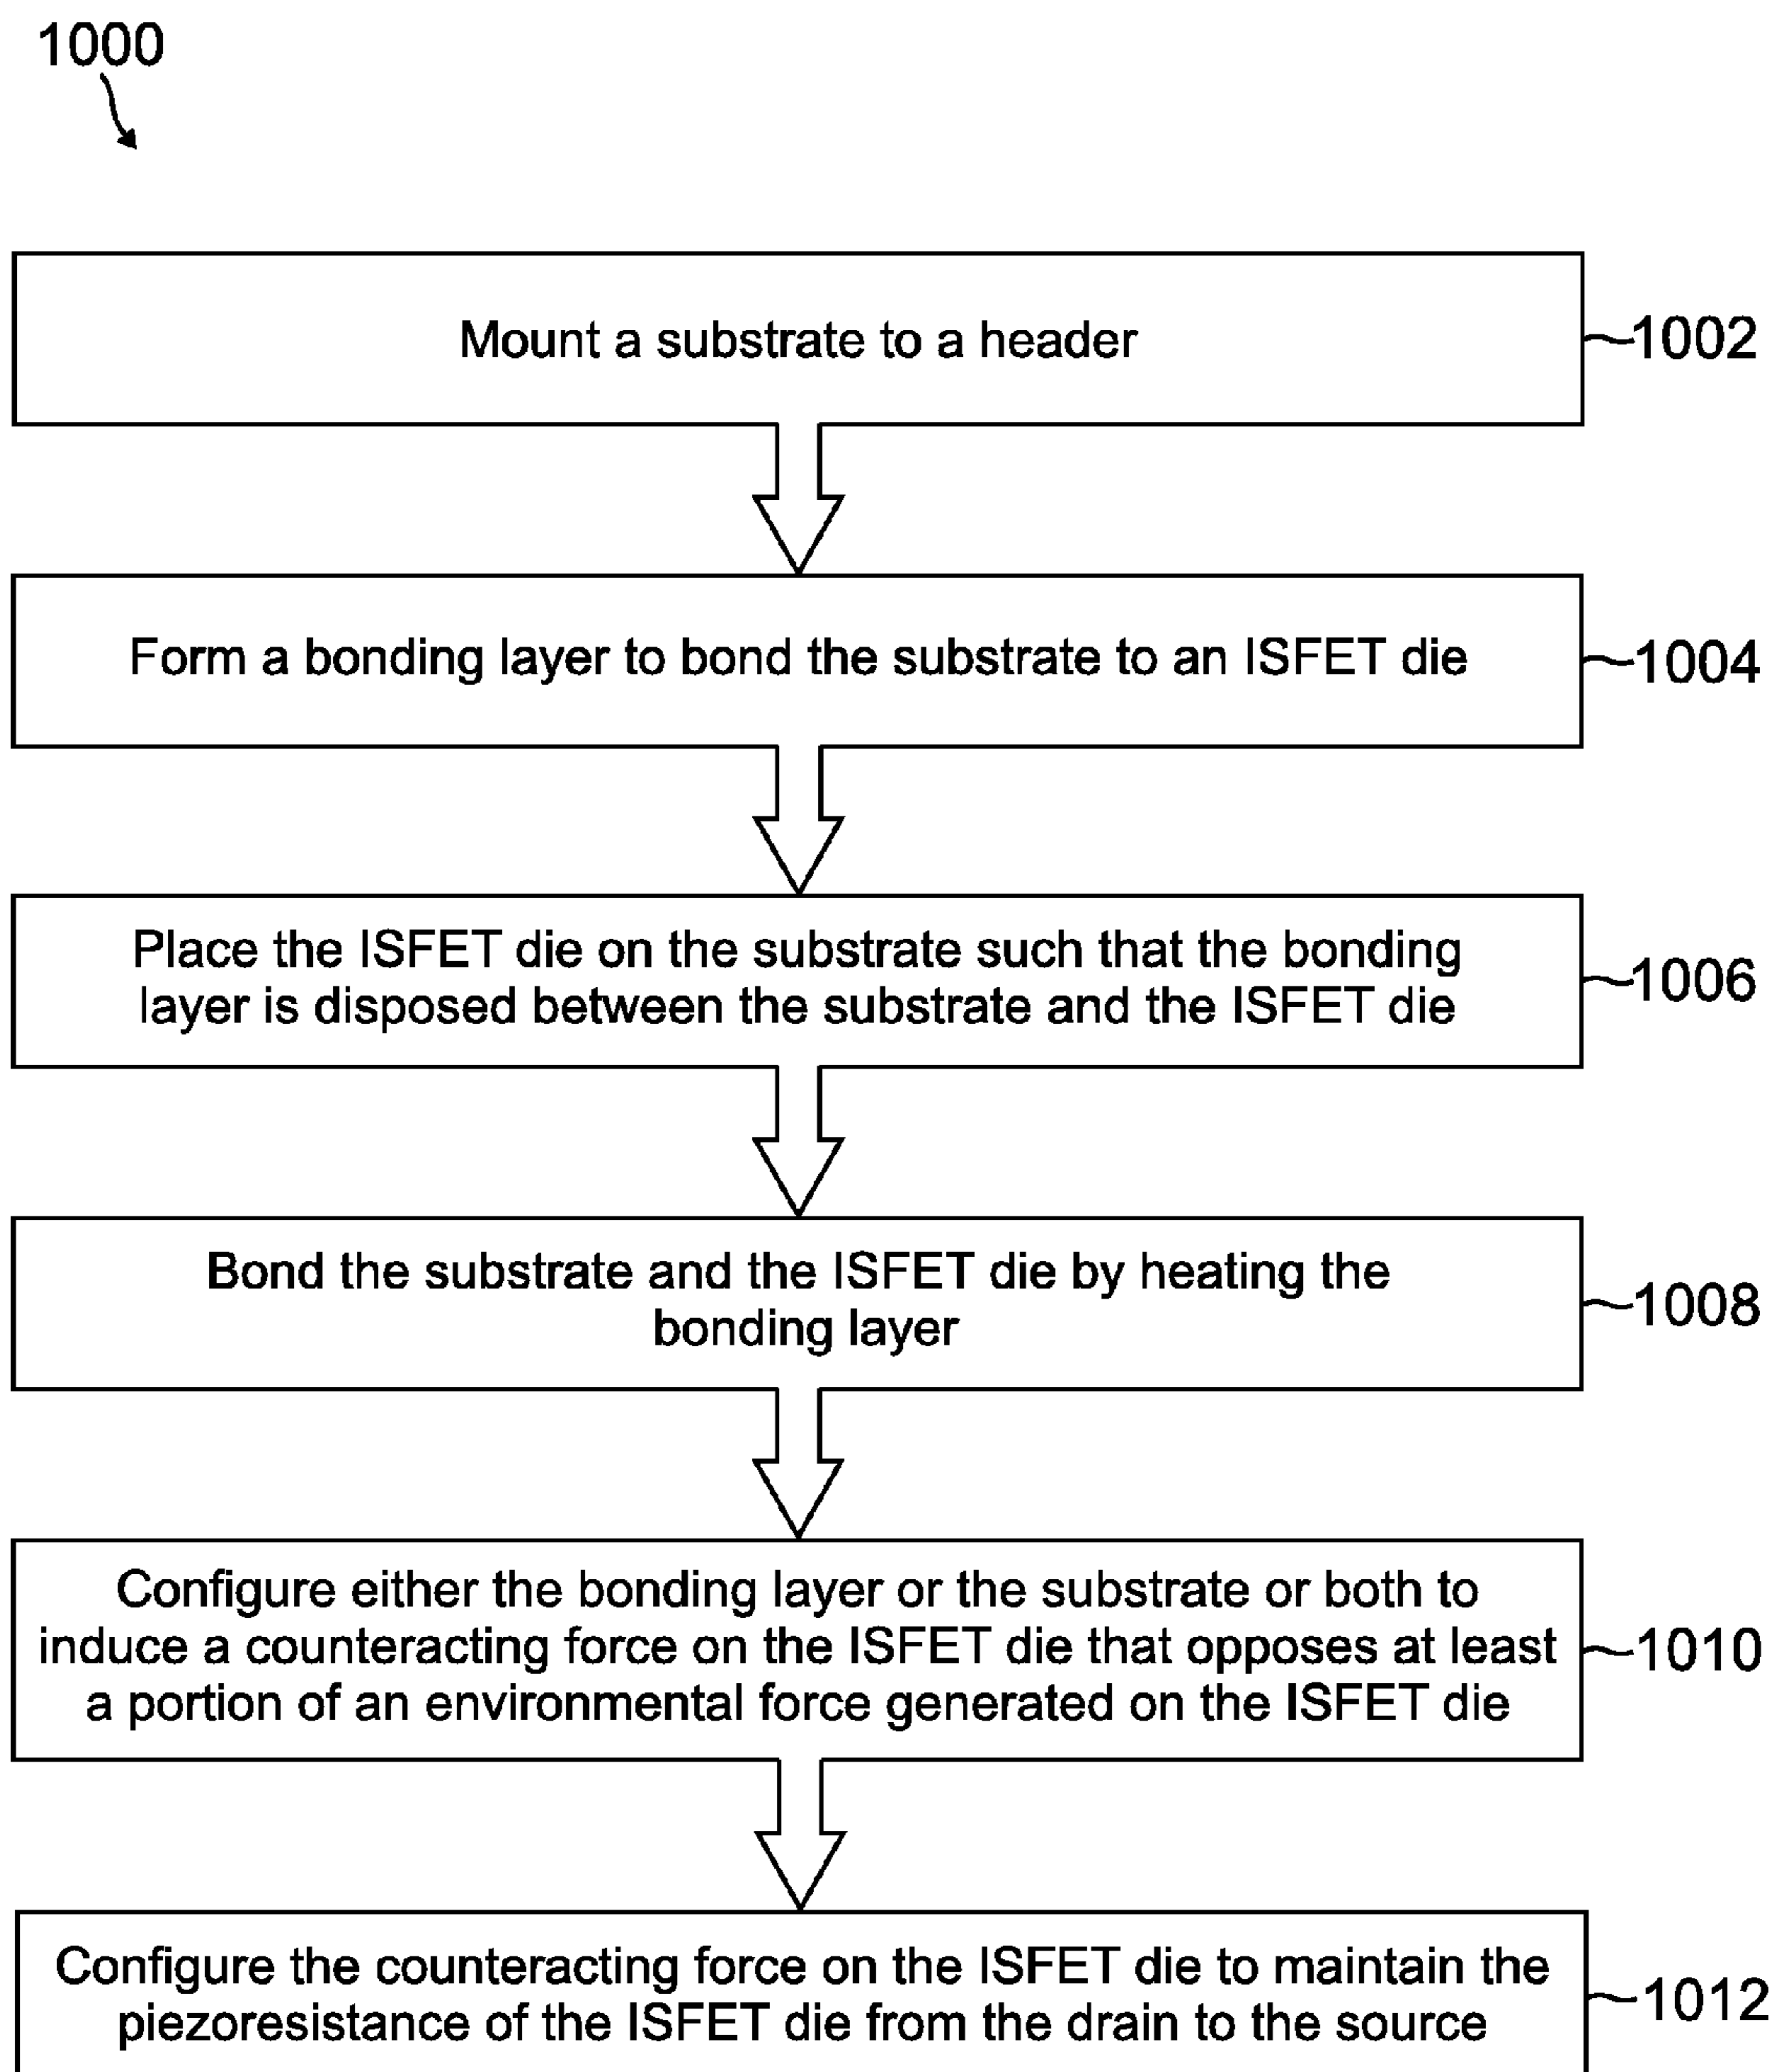 1000
Mount a substrate to a header
1002
Form a bonding layer to bond the substrate to an ISFET die
1004
Place the ISFET die on the substrate such that the bonding
layer is disposed between the substrate and the ISFET die
1006
Bond the substrate and the ISFET die by heating the
bonding layer
1008
Configure either the bonding layer or the substrate or both to
induce a counteracting force on the ISFET die that opposes at least
a portion of an environmental force generated on the ISFET die
1010
Configure the counteracting force on the ISFET die to maintain the
piezoresistance of the ISFET die from the drain to the source
1012